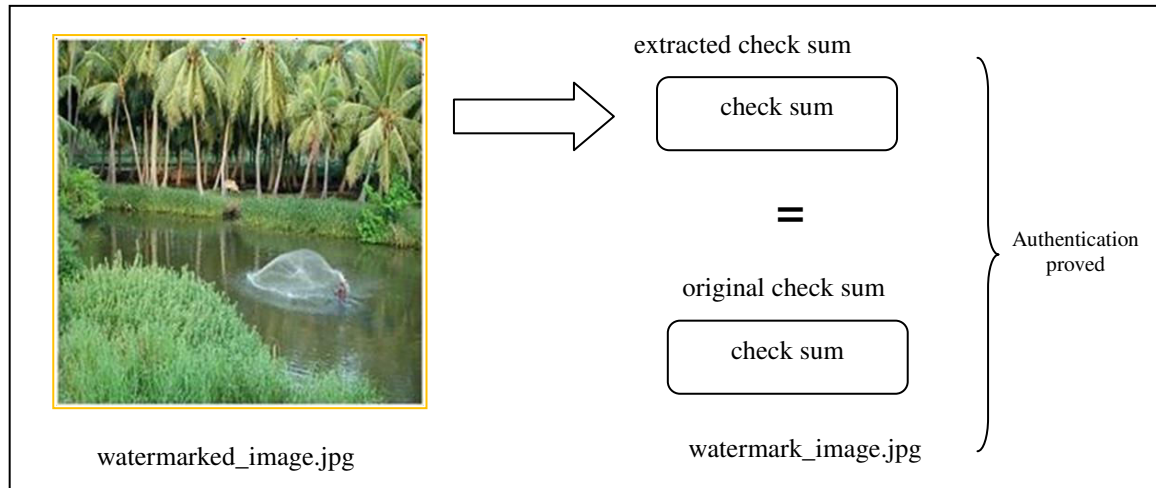 extracted check sum
check sum
=
original check sum
check sum
Authentication
proved
watermarked_image.jpg
watermark_image.jpg